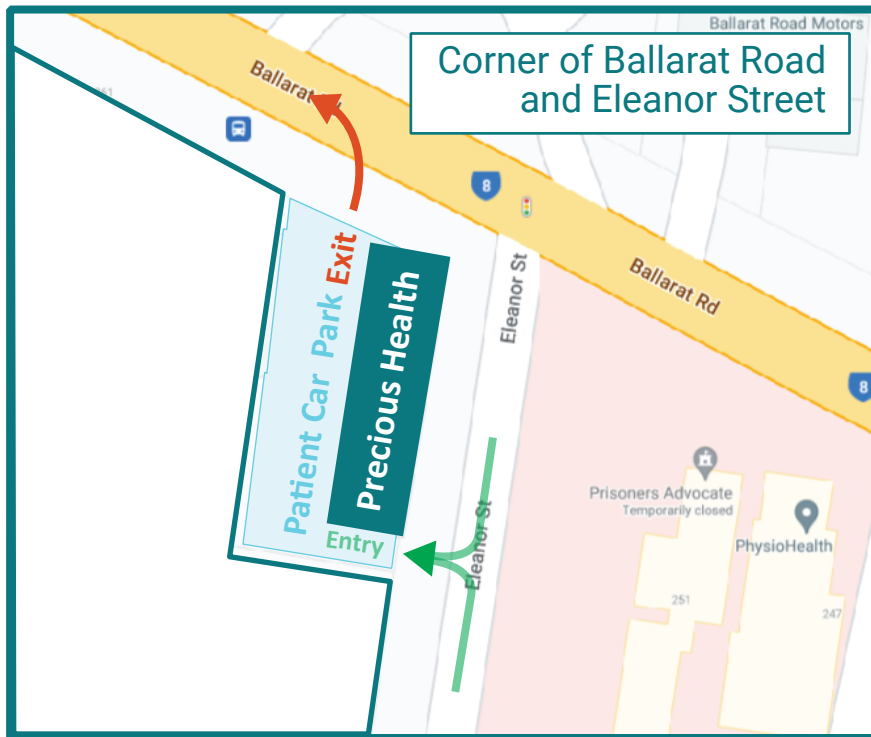 Ballarat Road Motors
Corner of Ballarat Road
and Eleanor Street
Ballarat
8
Ballarat Rd
8
Eleanor St
Exit
Patient Car Park
Precious Health
Entry
Eleanor St
Prisoners Advocate
Temporarily closed
PhysioHealth
251
247